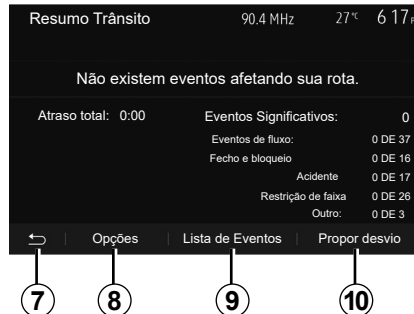 Resumo Trânsito 90.4 MHz 27°C 6 17
Não existem eventos afetando sua rota.
Atraso total: 0:00 Eventos Significativos: 0
Eventos de fluxo: 0 DE 37
Fecho e bloqueio 0 DE 16
Acidente 0 DE 17
Restrição de faixa 0 DE 26
Outro: 0 DE 3
Opções Lista de Eventos Propor desvio
7 8 9 10